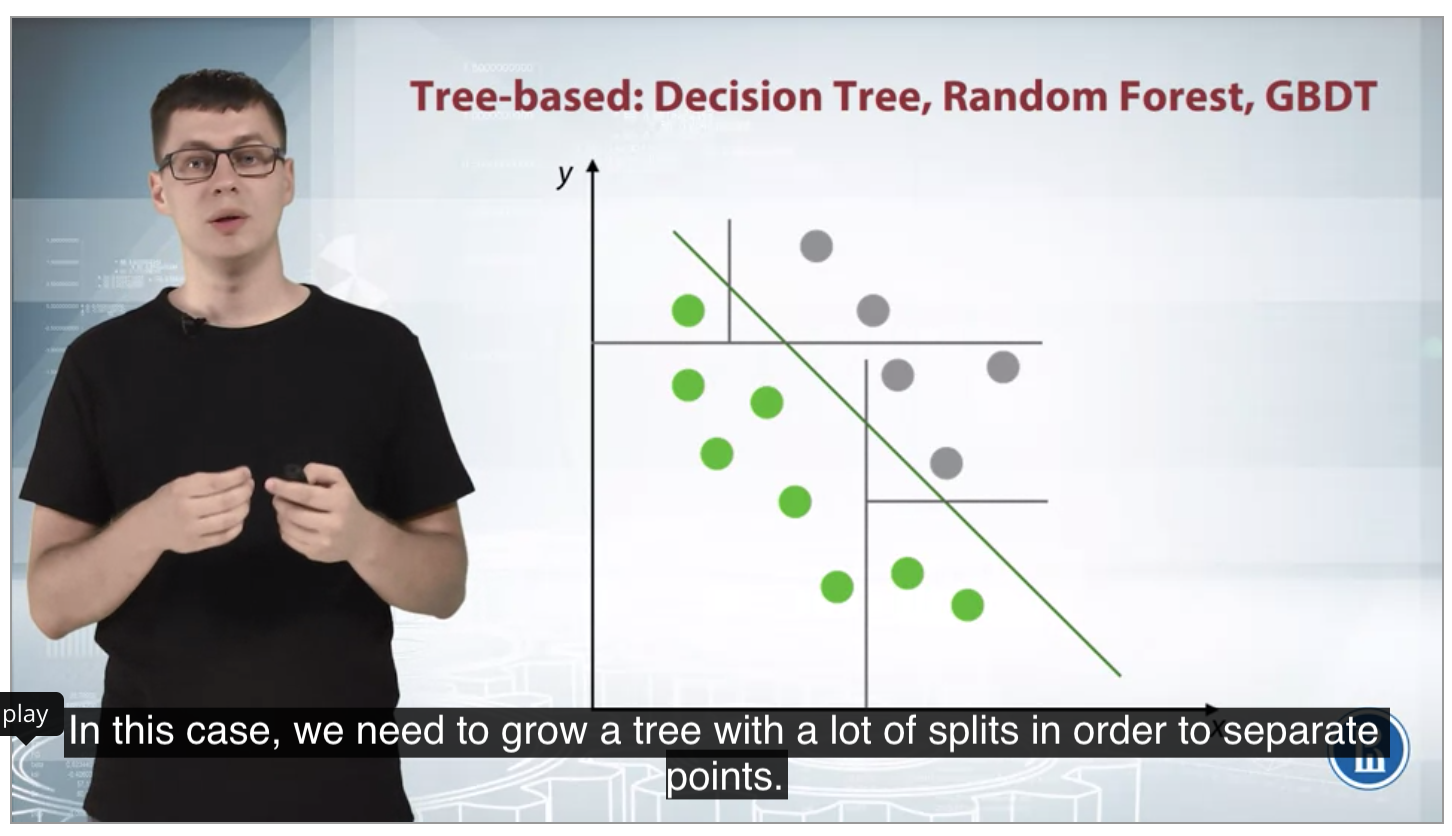 Tree-based: Decision Tree, Random Forest, GBDT
y
x
play
In this case, we need to grow a tree with a lot of splits in order to separate
points.